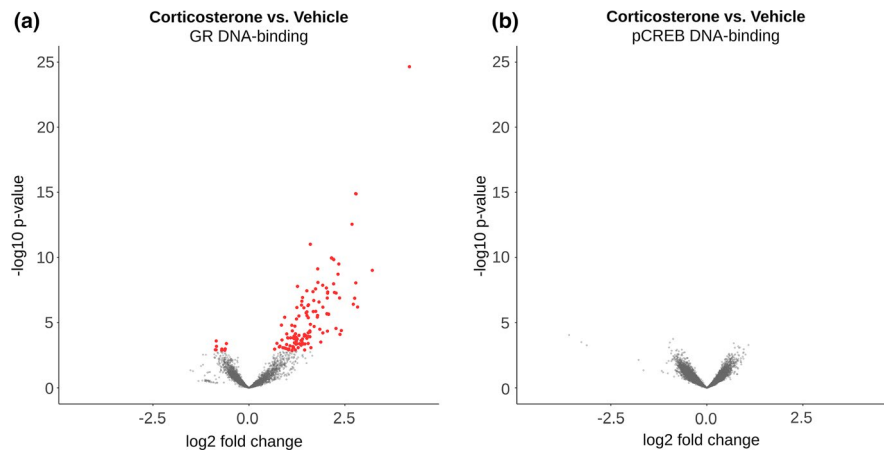 (a)
Corticosterone vs. Vehicle
GR DNA-binding
25
20
15
10
5
0
-log10 p-value
-2.5
0.0
2.5
log2 fold change
(b)
Corticosterone vs. Vehicle
pCREB DNA-binding
25
20
15
10
5
0
-log10 p-value
-2.5
0.0
2.5
log2 fold change